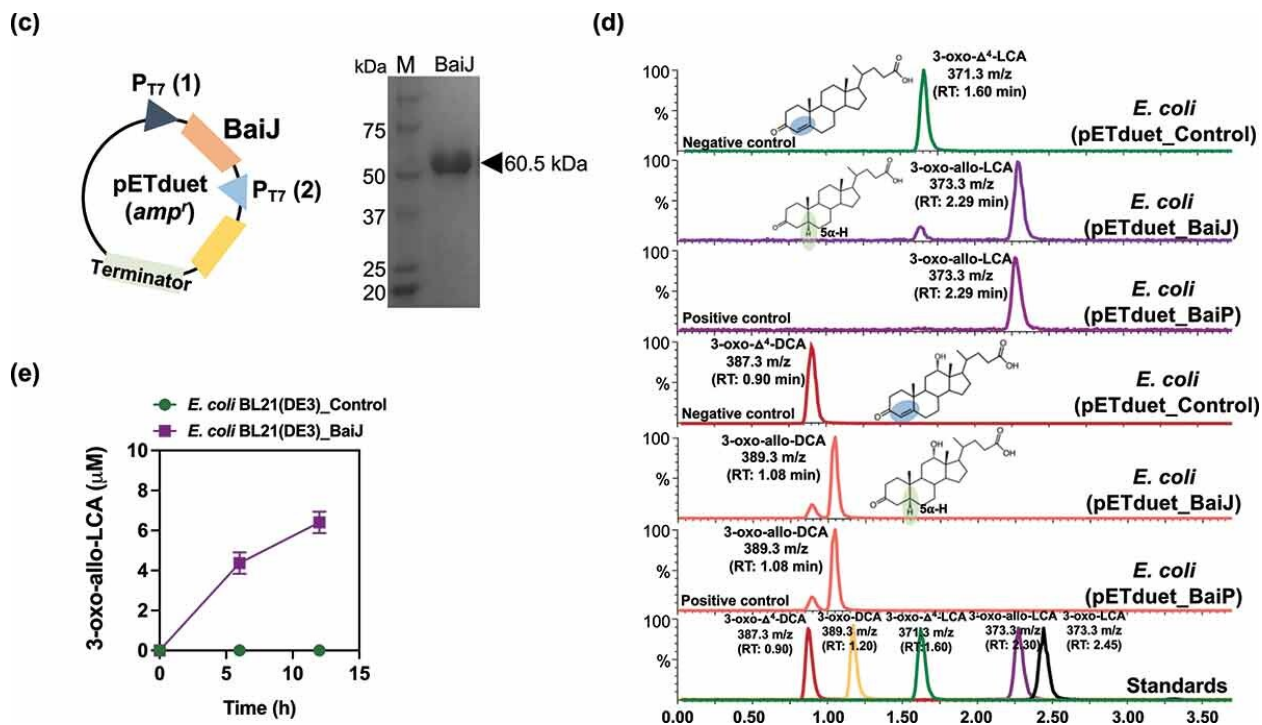 (c)
P_T7 (1)
BaiJ
pETduet
(amp^r)
P_T7 (2)
Terminator
kDa M BaiJ
75
50
37
25
20
60.5 kDa
(d)
100
%
3-oxo-Δ⁴-LCA
371.3 m/z
(RT: 1.60 min)
O
OH
O
Negative control
E. coli
(pETduet_Control)
100
%
3-oxo-allo-LCA
373.3 m/z
(RT: 2.29 min)
O
OH
O
H
5α-H
E. coli
(pETduet_BaiJ)
100
%
3-oxo-allo-LCA
373.3 m/z
(RT: 2.29 min)
Positive control
E. coli
(pETduet_BaiP)
100
%
3-oxo-Δ⁴-DCA
387.3 m/z
(RT: 0.90 min)
OH
O
OH
O
Negative control
E. coli
(pETduet_Control)
100
%
3-oxo-allo-DCA
389.3 m/z
(RT: 1.08 min)
OH
O
OH
O
H
5α-H
E. coli
(pETduet_BaiJ)
100
%
3-oxo-allo-DCA
389.3 m/z
(RT: 1.08 min)
Positive control
E. coli
(pETduet_BaiP)
100
%
3-oxo-Δ⁴-DCA 3-oxo-DCA 3-oxo-Δ⁴-LCA 3-oxo-allo-LCA 3-oxo-LCA
387.3 m/z 389.3 m/z 371.3 m/z 373.3 m/z 373.3 m/z
(RT: 0.90) (RT: 1.20) (RT: 1.60) (RT: 2.30) (RT: 2.45)
Standards
0.00 0.50 1.00 1.50 2.00 2.50 3.00 3.50
(e)
E. coli BL21(DE3)_Control
E. coli BL21(DE3)_BaiJ
3-oxo-allo-LCA (μM)
10
8
6
4
2
0
0 5 10 15
Time (h)